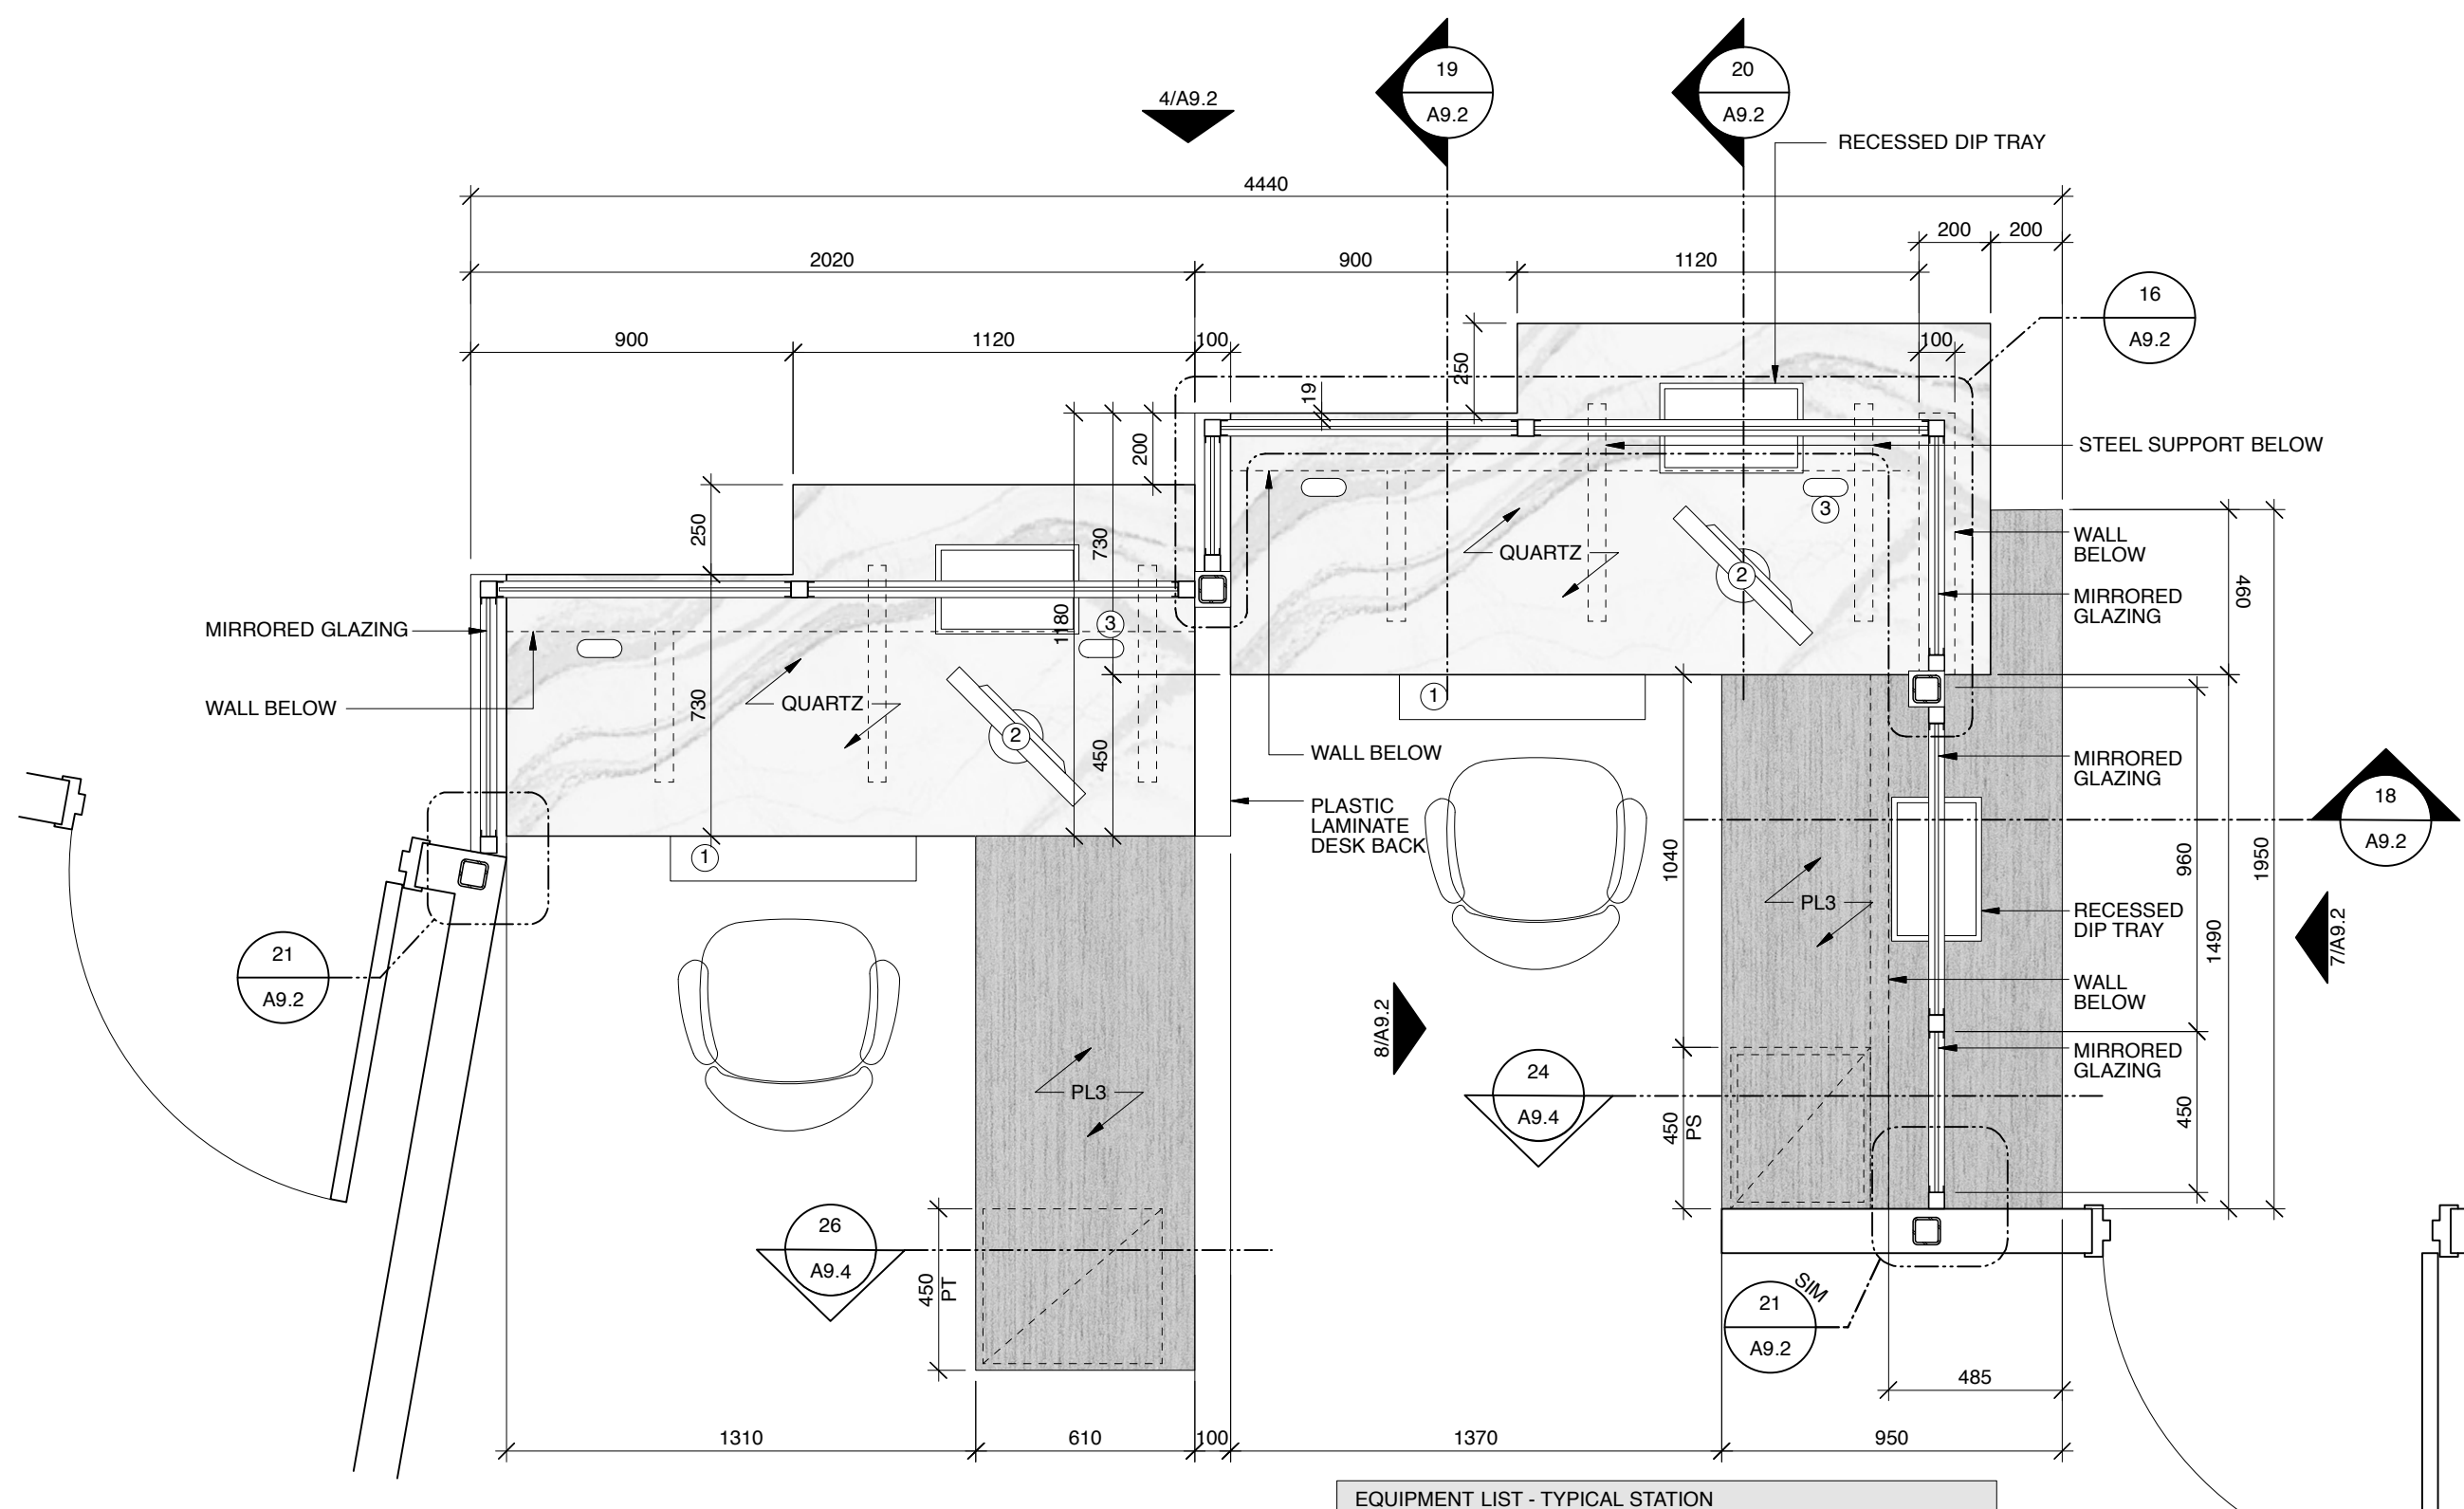 19
A9.2
20
A9.2
4/A9.2
RECESSED DIP TRAY
4440
200
200
2020
900
1120
16
A9.2
900
1120
100
100
250
19
200
STEEL SUPPORT BELOW
250
730
QUARTZ
3
WALL
BELOW
2
460
MIRRORED
GLAZING
MIRRORED GLAZING
1180
3
WALL BELOW
730
QUARTZ
2
1
450
WALL BELOW
MIRRORED
GLAZING
PLASTIC
LAMINATE
DESK BACK
18
A9.2
1
1040
960
1950
PL3
RECESSED
DIP TRAY
1490
7/A9.2
21
A9.2
WALL
BELOW
8/A9.2
MIRRORED
GLAZING
24
A9.4
PL3
450
PS
450
26
A9.4
450
PT
SIM
21
A9.2
485
1310
610
100
1370
950
EQUIPMENT LIST - TYPICAL STATION